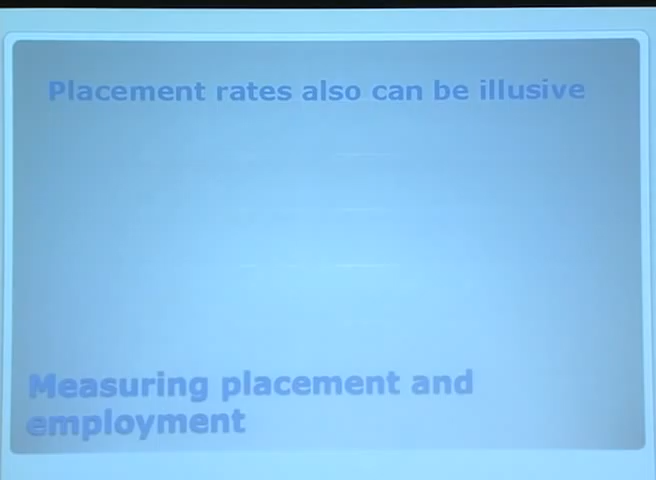 Placement rates also can be illusive
Measuring placement and
employment